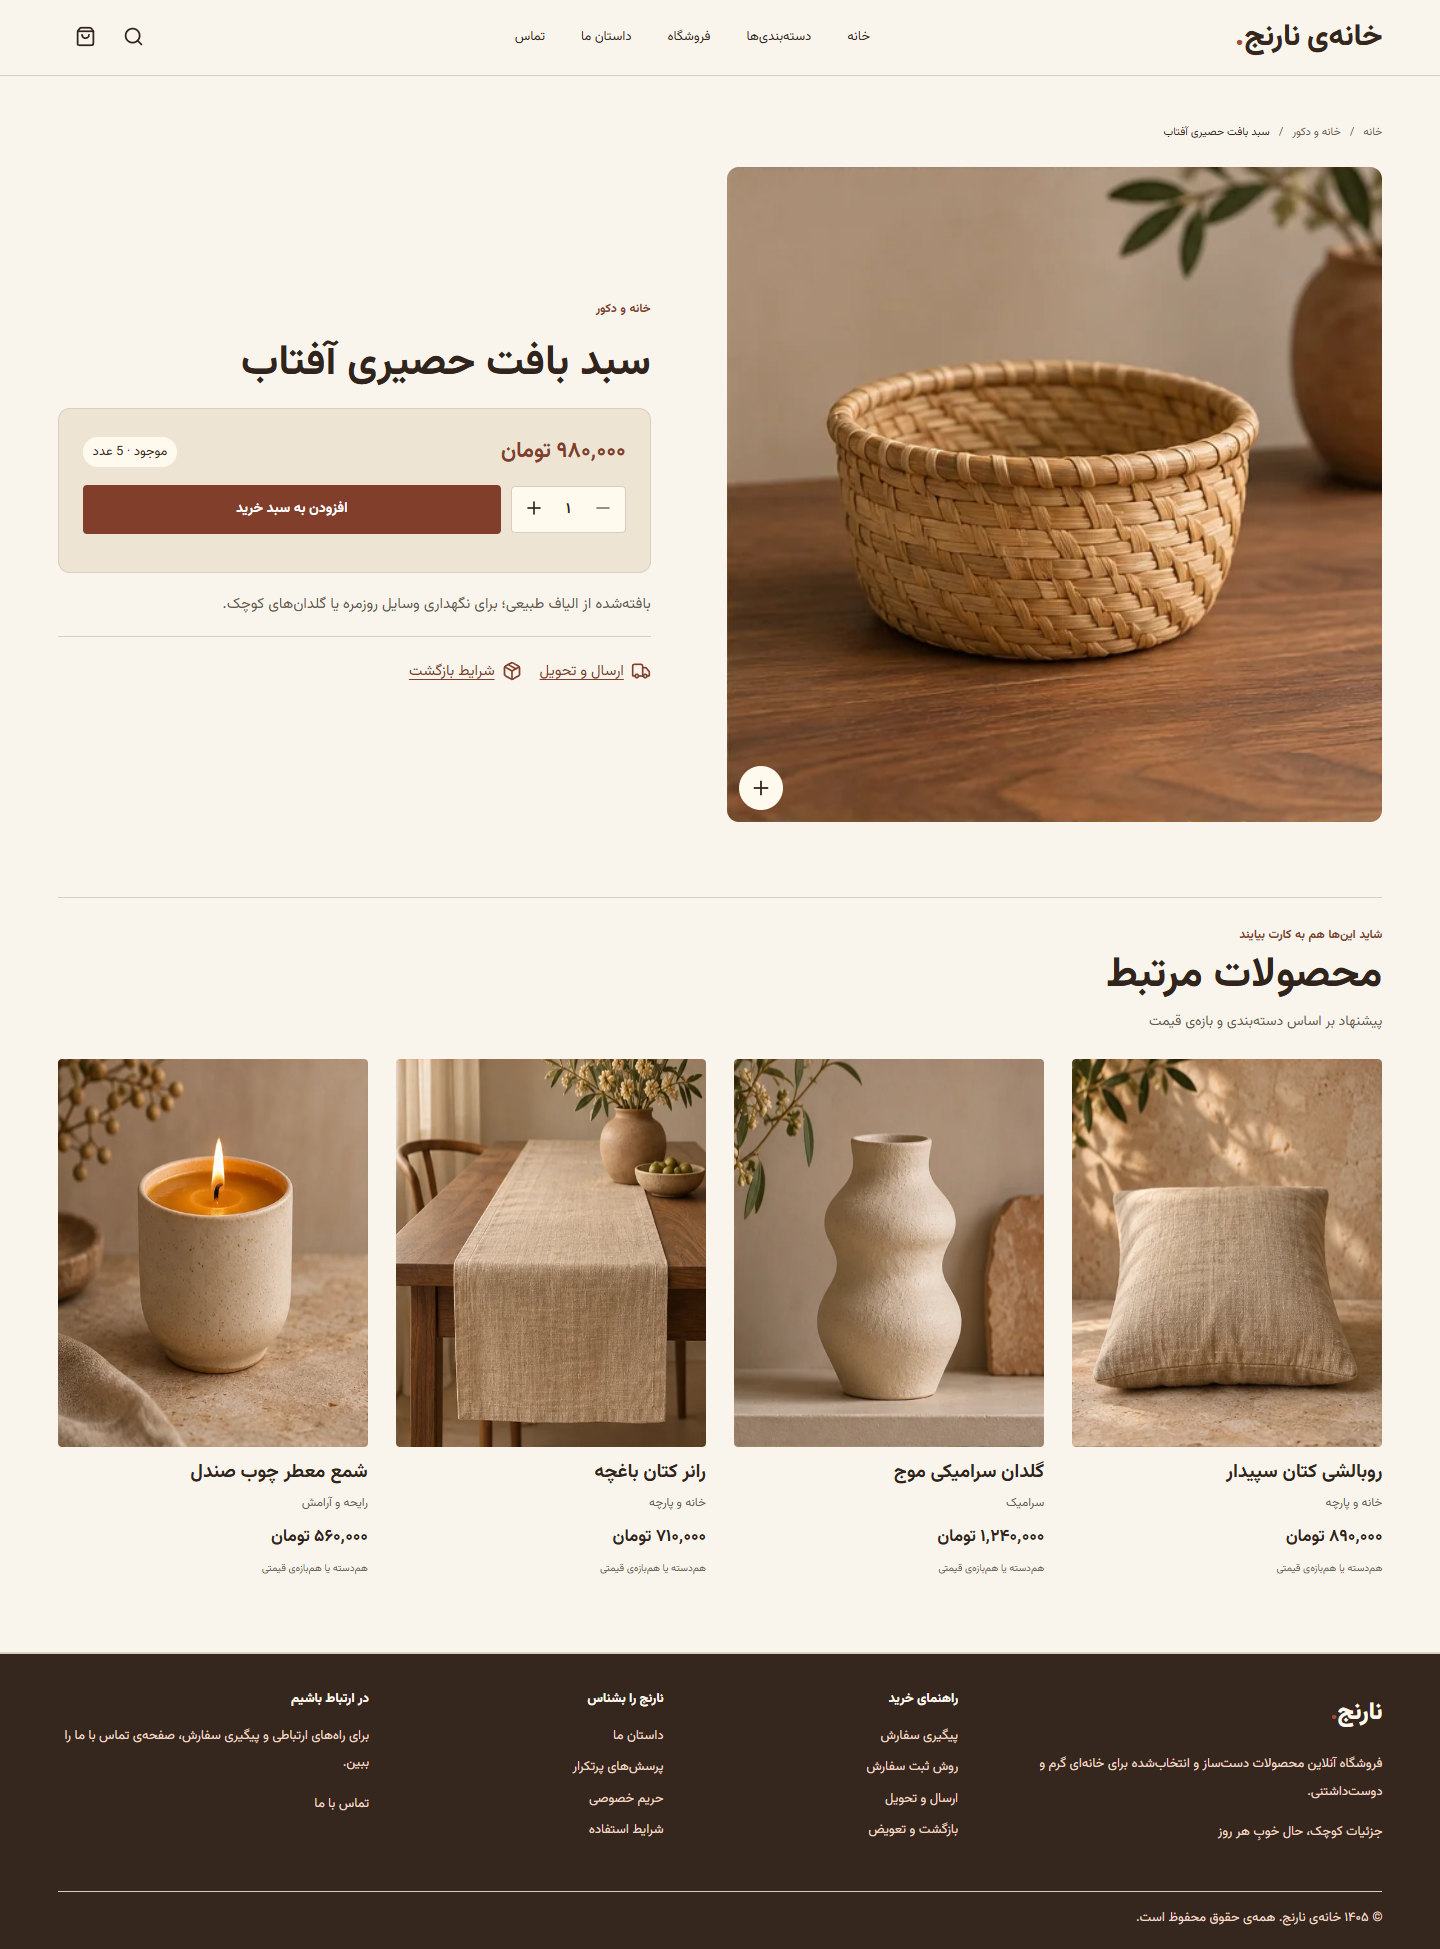 خانه‌ی نارنج.
خانه
دسته‌بندی‌ها
فروشگاه
داستان ما
تماس
خانه / خانه و دکور / سبد بافت حصیری آفتاب
خانه و دکور
سبد بافت حصیری آفتاب
۹۸۰,۰۰۰ تومان
موجود · 5 عدد
۱
افزودن به سبد خرید
بافته‌شده از الیاف طبیعی؛ برای نگهداری وسایل روزمره یا گلدان‌های کوچک.
ارسال و تحویل
شرایط بازگشت
شاید این‌ها هم به کارت بیایند
محصولات مرتبط
پیشنهاد بر اساس دسته‌بندی و بازه‌ی قیمت
روبالشی کتان سپیدار
خانه و پارچه
۸۹۰,۰۰۰ تومان
هم‌دسته یا هم‌بازه‌ی قیمتی
گلدان سرامیکی موج
سرامیک
۱,۲۴۰,۰۰۰ تومان
هم‌دسته یا هم‌بازه‌ی قیمتی
رانر کتان باغچه
خانه و پارچه
۷۱۰,۰۰۰ تومان
هم‌دسته یا هم‌بازه‌ی قیمتی
شمع معطر چوب صندل
رایحه و آرامش
۵۶۰,۰۰۰ تومان
هم‌دسته یا هم‌بازه‌ی قیمتی
نارنج.
فروشگاه آنلاین محصولات دست‌ساز و انتخاب‌شده برای خانه‌ای گرم و
دوست‌داشتنی.
جزئیات کوچک، حال خوبِ هر روز
راهنمای خرید
پیگیری سفارش
روش ثبت سفارش
ارسال و تحویل
بازگشت و تعویض
نارنج را بشناس
داستان ما
پرسش‌های پرتکرار
حریم خصوصی
شرایط استفاده
در ارتباط باشیم
برای راه‌های ارتباطی و پیگیری سفارش، صفحه‌ی تماس با ما را
ببین.
تماس با ما
© ۱۴۰۵ خانه‌ی نارنج. همه‌ی حقوق محفوظ است.